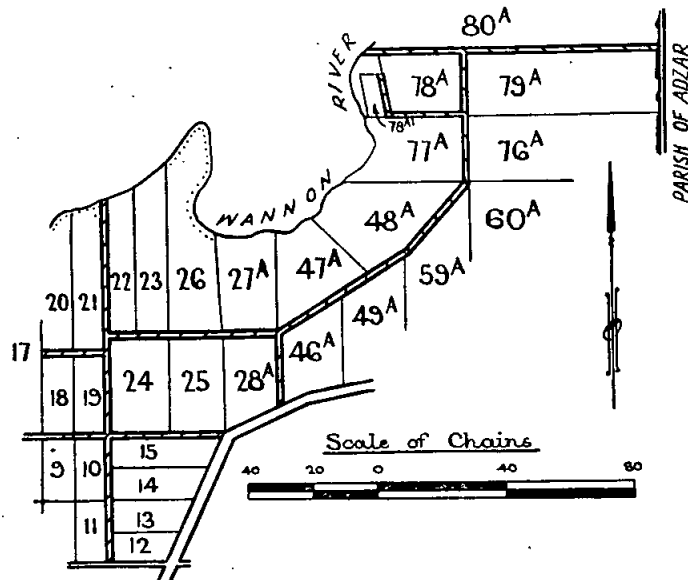 80A
RIVER
78A
79A
78A1
77A
76A
PARISH OF ADZAR
WANNON
48A
60A
22
23
26
27A
47A
59A
20
21
49A
17
46A
24
25
28A
18
19
Scale of Chains
15
9
10
40 20 0 40 80
14
11
13
12